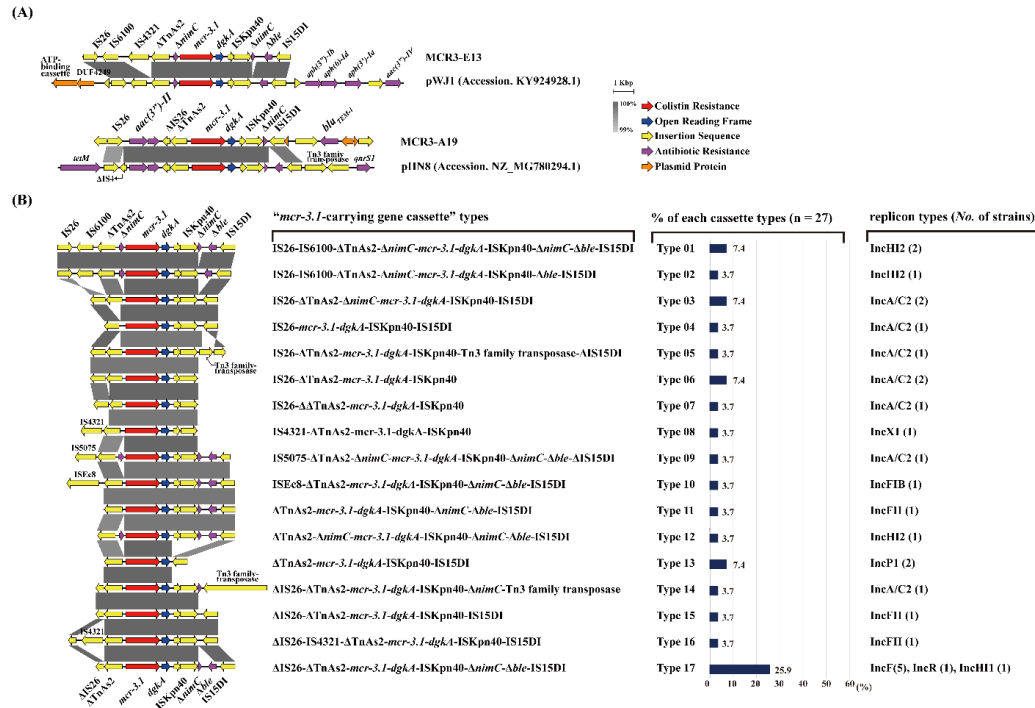 (A)
IS26 IS6100 IS4321 ΔTnAs2 ΔnimC mcr-3.1 dgkA ISKpn40 ΔnimC Δble IS15DI
MCR3-E13
ATP-binding cassette DUF4249 aph(3")-Ib aph(6)-Id aph(3')-Ia aac(3")-IV
pWJ1 (Accession. KY924928.1)
IS26 aac(3")-II ΔIS26 ΔTnAs2 mcr-3.1 dgkA ISKpn40 ΔnimC IS15DI blaTEM-1
MCR3-A19
tetM ΔIS4 Tn3 family transposase qnrS1
pHN8 (Accession. NZ_MG780294.1)
1 Kbp
100%
99%
Colistin Resistance
Open Reading Frame
Insertion Sequence
Antibiotic Resistance
Plasmid Protein
(B)
IS26 IS6100 ΔTnAs2 ΔnimC mcr-3.1 dgkA ISKpn40 ΔnimC Δble IS15DI
"mcr-3.1-carrying gene cassette" types
% of each cassette types (n = 27)
replicon types (No. of strains)
IS26-IS6100-ΔTnAs2-ΔnimC-mcr-3.1-dgkA-ISKpn40-ΔnimC-Δble-IS15DI Type 01 7.4 IncHI2 (2)
IS26-IS6100-ΔTnAs2-ΔnimC-mcr-3.1-dgkA-ISKpn40-Δble-IS15DI Type 02 3.7 IncHI2 (1)
IS26-ΔTnAs2-ΔnimC-mcr-3.1-dgkA-ISKpn40-IS15DI Type 03 7.4 IncA/C2 (2)
IS26-mcr-3.1-dgkA-ISKpn40-IS15DI Type 04 3.7 IncA/C2 (1)
IS26-ΔTnAs2-mcr-3.1-dgkA-ISKpn40-Tn3 family transposase-ΔIS15DI Type 05 3.7 IncA/C2 (1)
Tn3 family-transposase
IS26-ΔTnAs2-mcr-3.1-dgkA-ISKpn40 Type 06 7.4 IncA/C2 (2)
IS26-ΔΔTnAs2-mcr-3.1-dgkA-ISKpn40 Type 07 3.7 IncA/C2 (1)
IS4321
IS4321-ΔTnAs2-mcr-3.1-dgkA-ISKpn40 Type 08 3.7 IncX1 (1)
IS5075
IS5075-ΔTnAs2-ΔnimC-mcr-3.1-dgkA-ISKpn40-ΔnimC-Δble-ΔIS15DI Type 09 3.7 IncA/C2 (1)
ISEc8
ISEc8-ΔTnAs2-mcr-3.1-dgkA-ISKpn40-ΔnimC-Δble-IS15DI Type 10 3.7 IncFIB (1)
ΔTnAs2-mcr-3.1-dgkA-ISKpn40-ΔnimC-Δble-IS15DI Type 11 3.7 IncFII (1)
ΔTnAs2-ΔnimC-mcr-3.1-dgkA-ISKpn40-ΔnimC-Δble-IS15DI Type 12 3.7 IncHI2 (1)
ΔTnAs2-mcr-3.1-dgkA-ISKpn40-IS15DI Type 13 7.4 IncP1 (2)
Tn3 family-transposase
ΔIS26-ΔTnAs2-mcr-3.1-dgkA-ISKpn40-ΔnimC-Tn3 family transposase Type 14 3.7 IncA/C2 (1)
ΔIS26-ΔTnAs2-mcr-3.1-dgkA-ISKpn40-IS15DI Type 15 3.7 IncFII (1)
IS4321
ΔIS26-IS4321-ΔTnAs2-mcr-3.1-dgkA-ISKpn40-IS15DI Type 16 3.7 IncFII (1)
ΔIS26-ΔTnAs2-mcr-3.1-dgkA-ISKpn40-ΔnimC-Δble-IS15DI Type 17 25.9 IncF(5), IncR (1), IncHI1 (1)
ΔIS26 ΔTnAs2 mcr-3.1 dgkA ISKpn40 ΔnimC Δble IS15DI
0 10 20 30 40 50 60 (%)